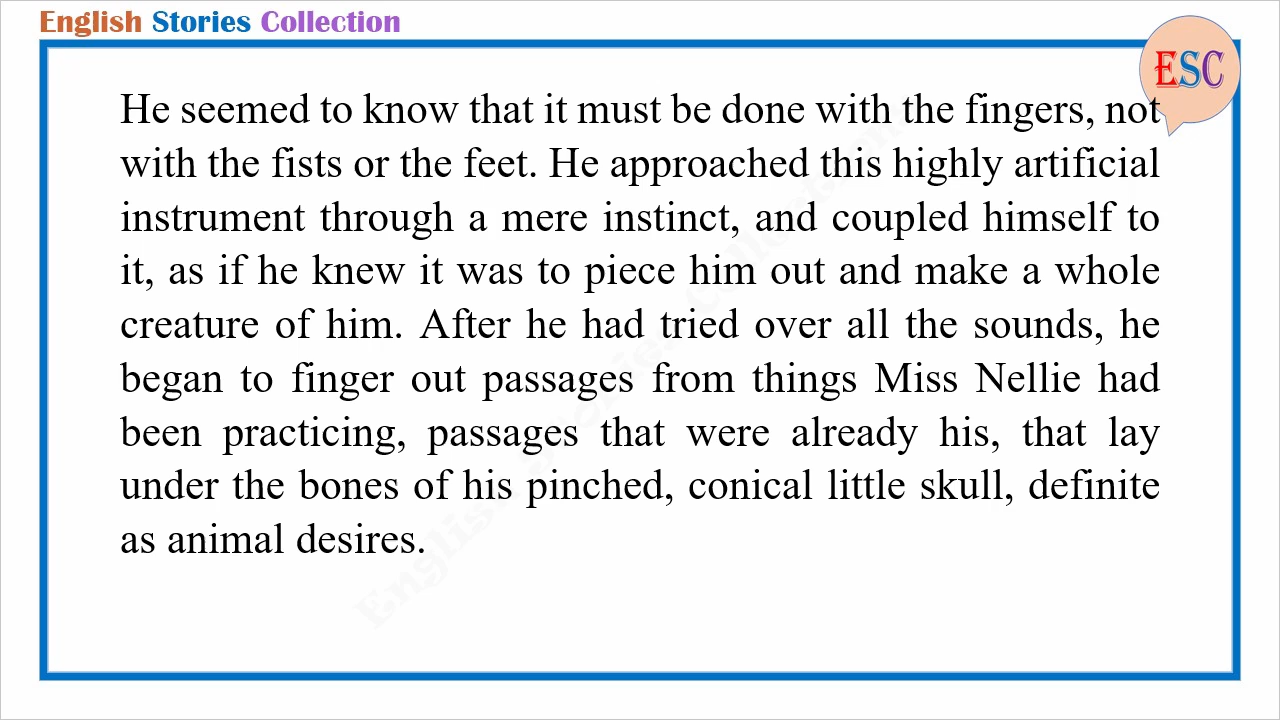 English Stories Collection
ESC
He seemed to know that it must be done with the fingers, not
with the fists or the feet. He approached this highly artificial
instrument through a mere instinct, and coupled himself to
it, as if he knew it was to piece him out and make a whole
creature of him. After he had tried over all the sounds, he
began to finger out passages from things Miss Nellie had
been practicing, passages that were already his, that lay
under the bones of his pinched, conical little skull, definite
as animal desires.
English Stories Collection